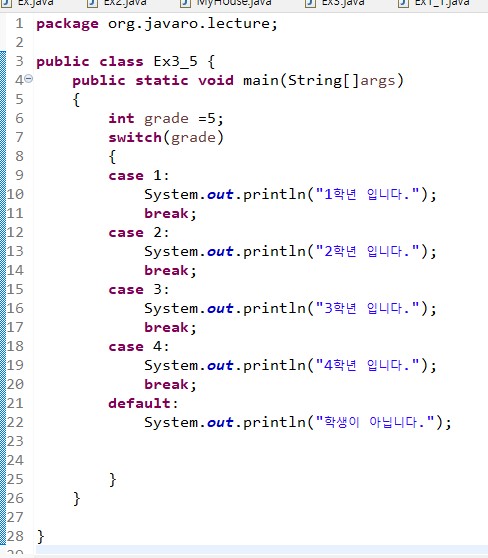 Ex.java Ex2.java MyHouse.java Ex3.java Ex1_1.java
1 package org.javaro.lecture;
2
3 public class Ex3_5 {
4 public static void main(String[]args)
5 {
6 int grade =5;
7 switch(grade)
8 {
9 case 1:
10 System.out.println("1학년 입니다.");
11 break;
12 case 2:
13 System.out.println("2학년 입니다.");
14 break;
15 case 3:
16 System.out.println("3학년 입니다.");
17 break;
18 case 4:
19 System.out.println("4학년 입니다.");
20 break;
21 default:
22 System.out.println("학생이 아닙니다.");
23
24
25 }
26 }
27
28 }